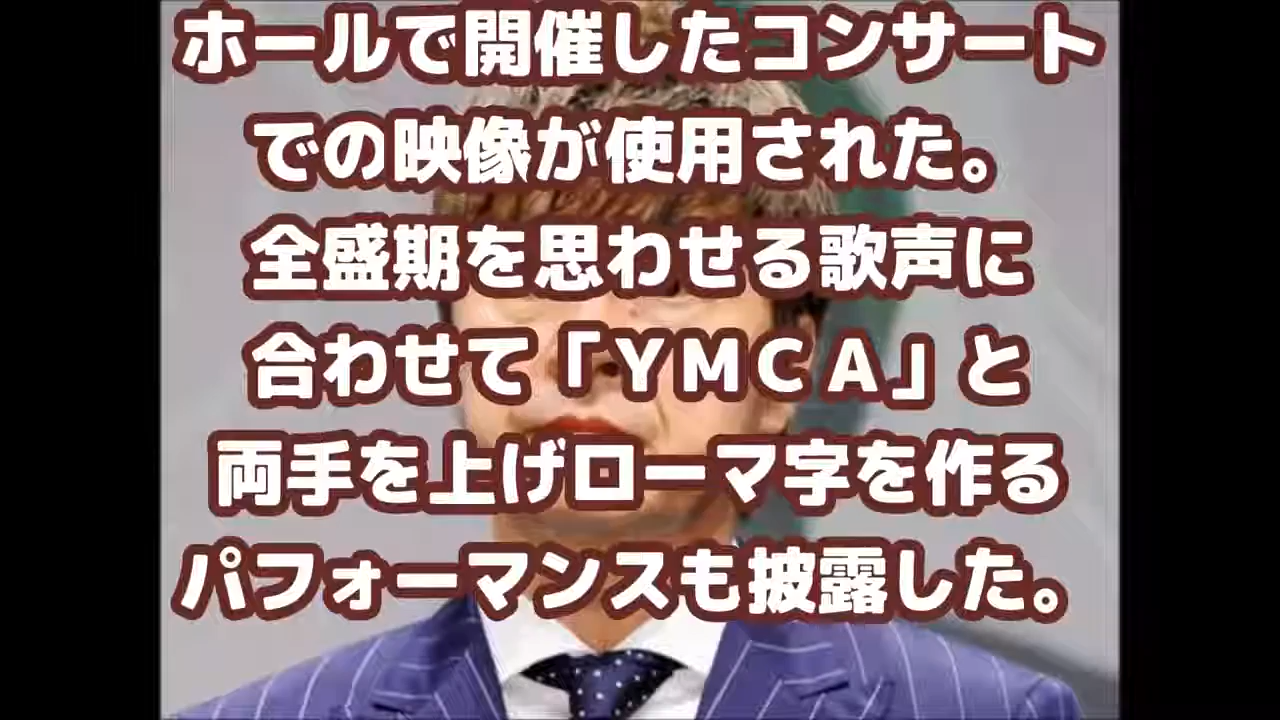 ホールで開催したコンサート
での映像が使用された。
全盛期を思わせる歌声に
合わせて「ＹＭＣＡ」と
両手を上げローマ字を作る
パフォーマンスも披露した。